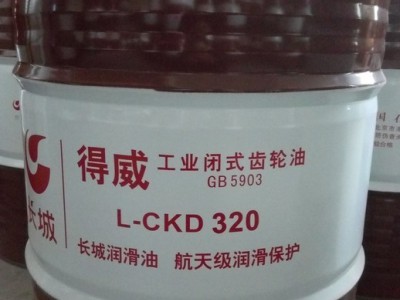 得威 工业闭式齿轮油
GB 5903
长城
L-CKD 320
长城润滑油 航天级润滑保护